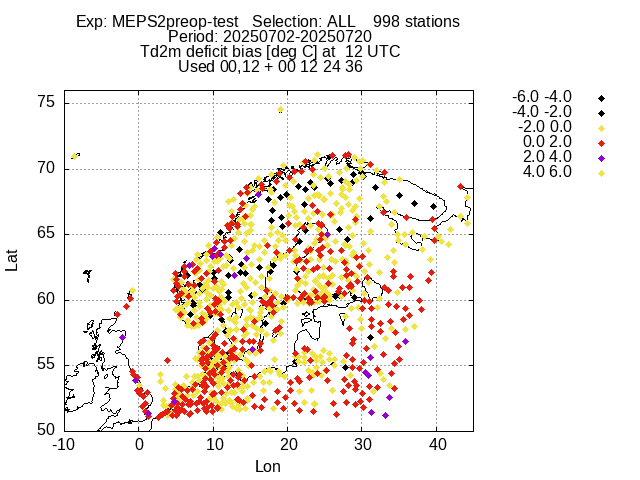 Exp: MEPS2preop-test   Selection: ALL    998 stations
Period: 20250702-20250720
Td2m deficit bias [deg C] at  12 UTC
Used 00,12 + 00 12 24 36
-6.0 -4.0
-4.0 -2.0
-2.0 0.0
0.0 2.0
2.0 4.0
4.0 6.0
75
70
65
60
55
50
Lat
-10 0 10 20 30 40
Lon